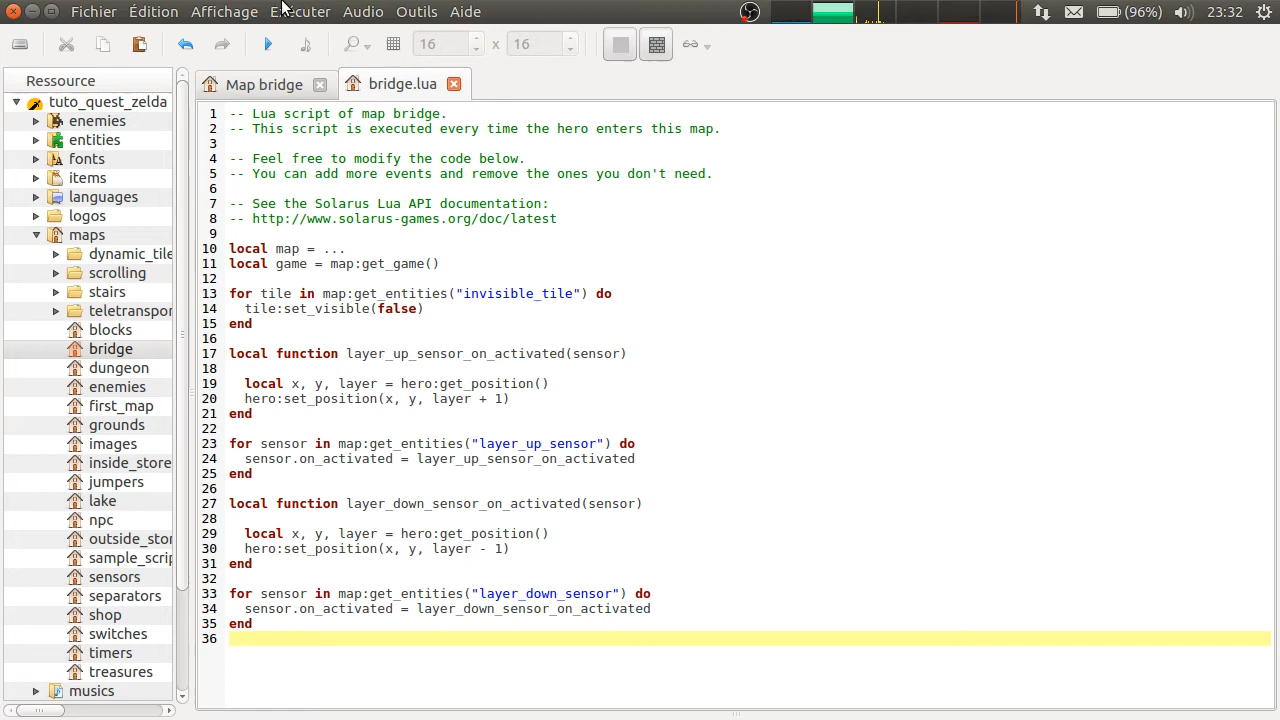 Fichier Édition Affichage Exécuter Audio Outils Aide (96%) 23:32
16 x 16
Ressource
tuto_quest_zelda
enemies
entities
fonts
items
languages
logos
maps
dynamic_tile
scrolling
stairs
teletranspor
blocks
bridge
dungeon
enemies
first_map
grounds
images
inside_store
jumpers
lake
npc
outside_stor
sample_scrip
sensors
separators
shop
switches
timers
treasures
musics
Map bridge bridge.lua
1 -- Lua script of map bridge.
2 -- This script is executed every time the hero enters this map.
3
4 -- Feel free to modify the code below.
5 -- You can add more events and remove the ones you don't need.
6
7 -- See the Solarus Lua API documentation:
8 -- http://www.solarus-games.org/doc/latest
9
10 local map = ...
11 local game = map:get_game()
12
13 for tile in map:get_entities("invisible_tile") do
14   tile:set_visible(false)
15 end
16
17 local function layer_up_sensor_on_activated(sensor)
18
19   local x, y, layer = hero:get_position()
20   hero:set_position(x, y, layer + 1)
21 end
22
23 for sensor in map:get_entities("layer_up_sensor") do
24   sensor.on_activated = layer_up_sensor_on_activated
25 end
26
27 local function layer_down_sensor_on_activated(sensor)
28
29   local x, y, layer = hero:get_position()
30   hero:set_position(x, y, layer - 1)
31 end
32
33 for sensor in map:get_entities("layer_down_sensor") do
34   sensor.on_activated = layer_down_sensor_on_activated
35 end
36